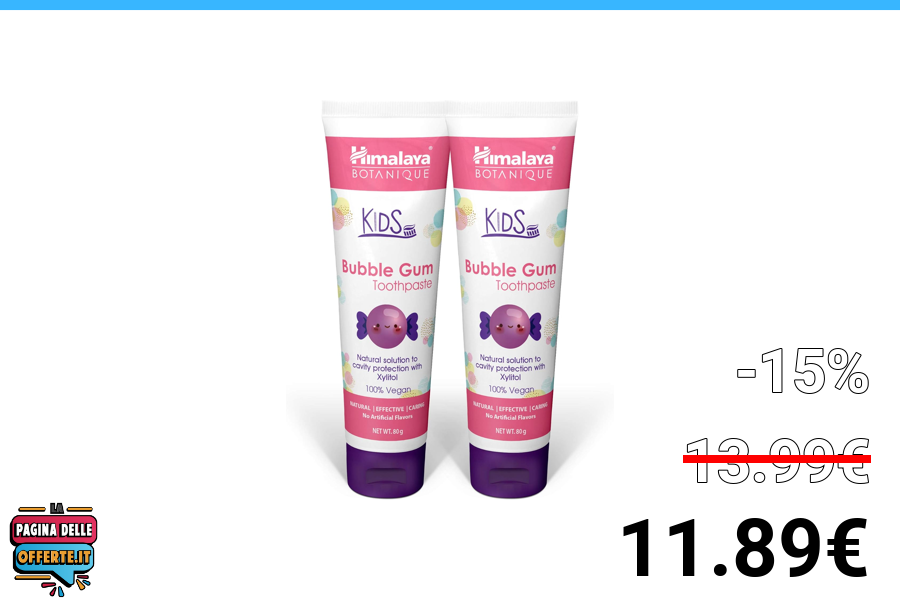 Himalaya®
BOTANIQUE
KIDS
Bubble Gum
Toothpaste
Natural solution to
cavity protection with
Xylitol
100% Vegan
NATURAL | EFFECTIVE | CARING
No Artificial Flavors
NET WT. 80 g
Himalaya®
BOTANIQUE
KIDS
Bubble Gum
Toothpaste
Natural solution to
cavity protection with
Xylitol
100% Vegan
NATURAL | EFFECTIVE | CARING
No Artificial Flavors
NET WT. 80 g
-15%
13.99€
11.89€
LA
PAGINA DELLE
OFFERTE.IT